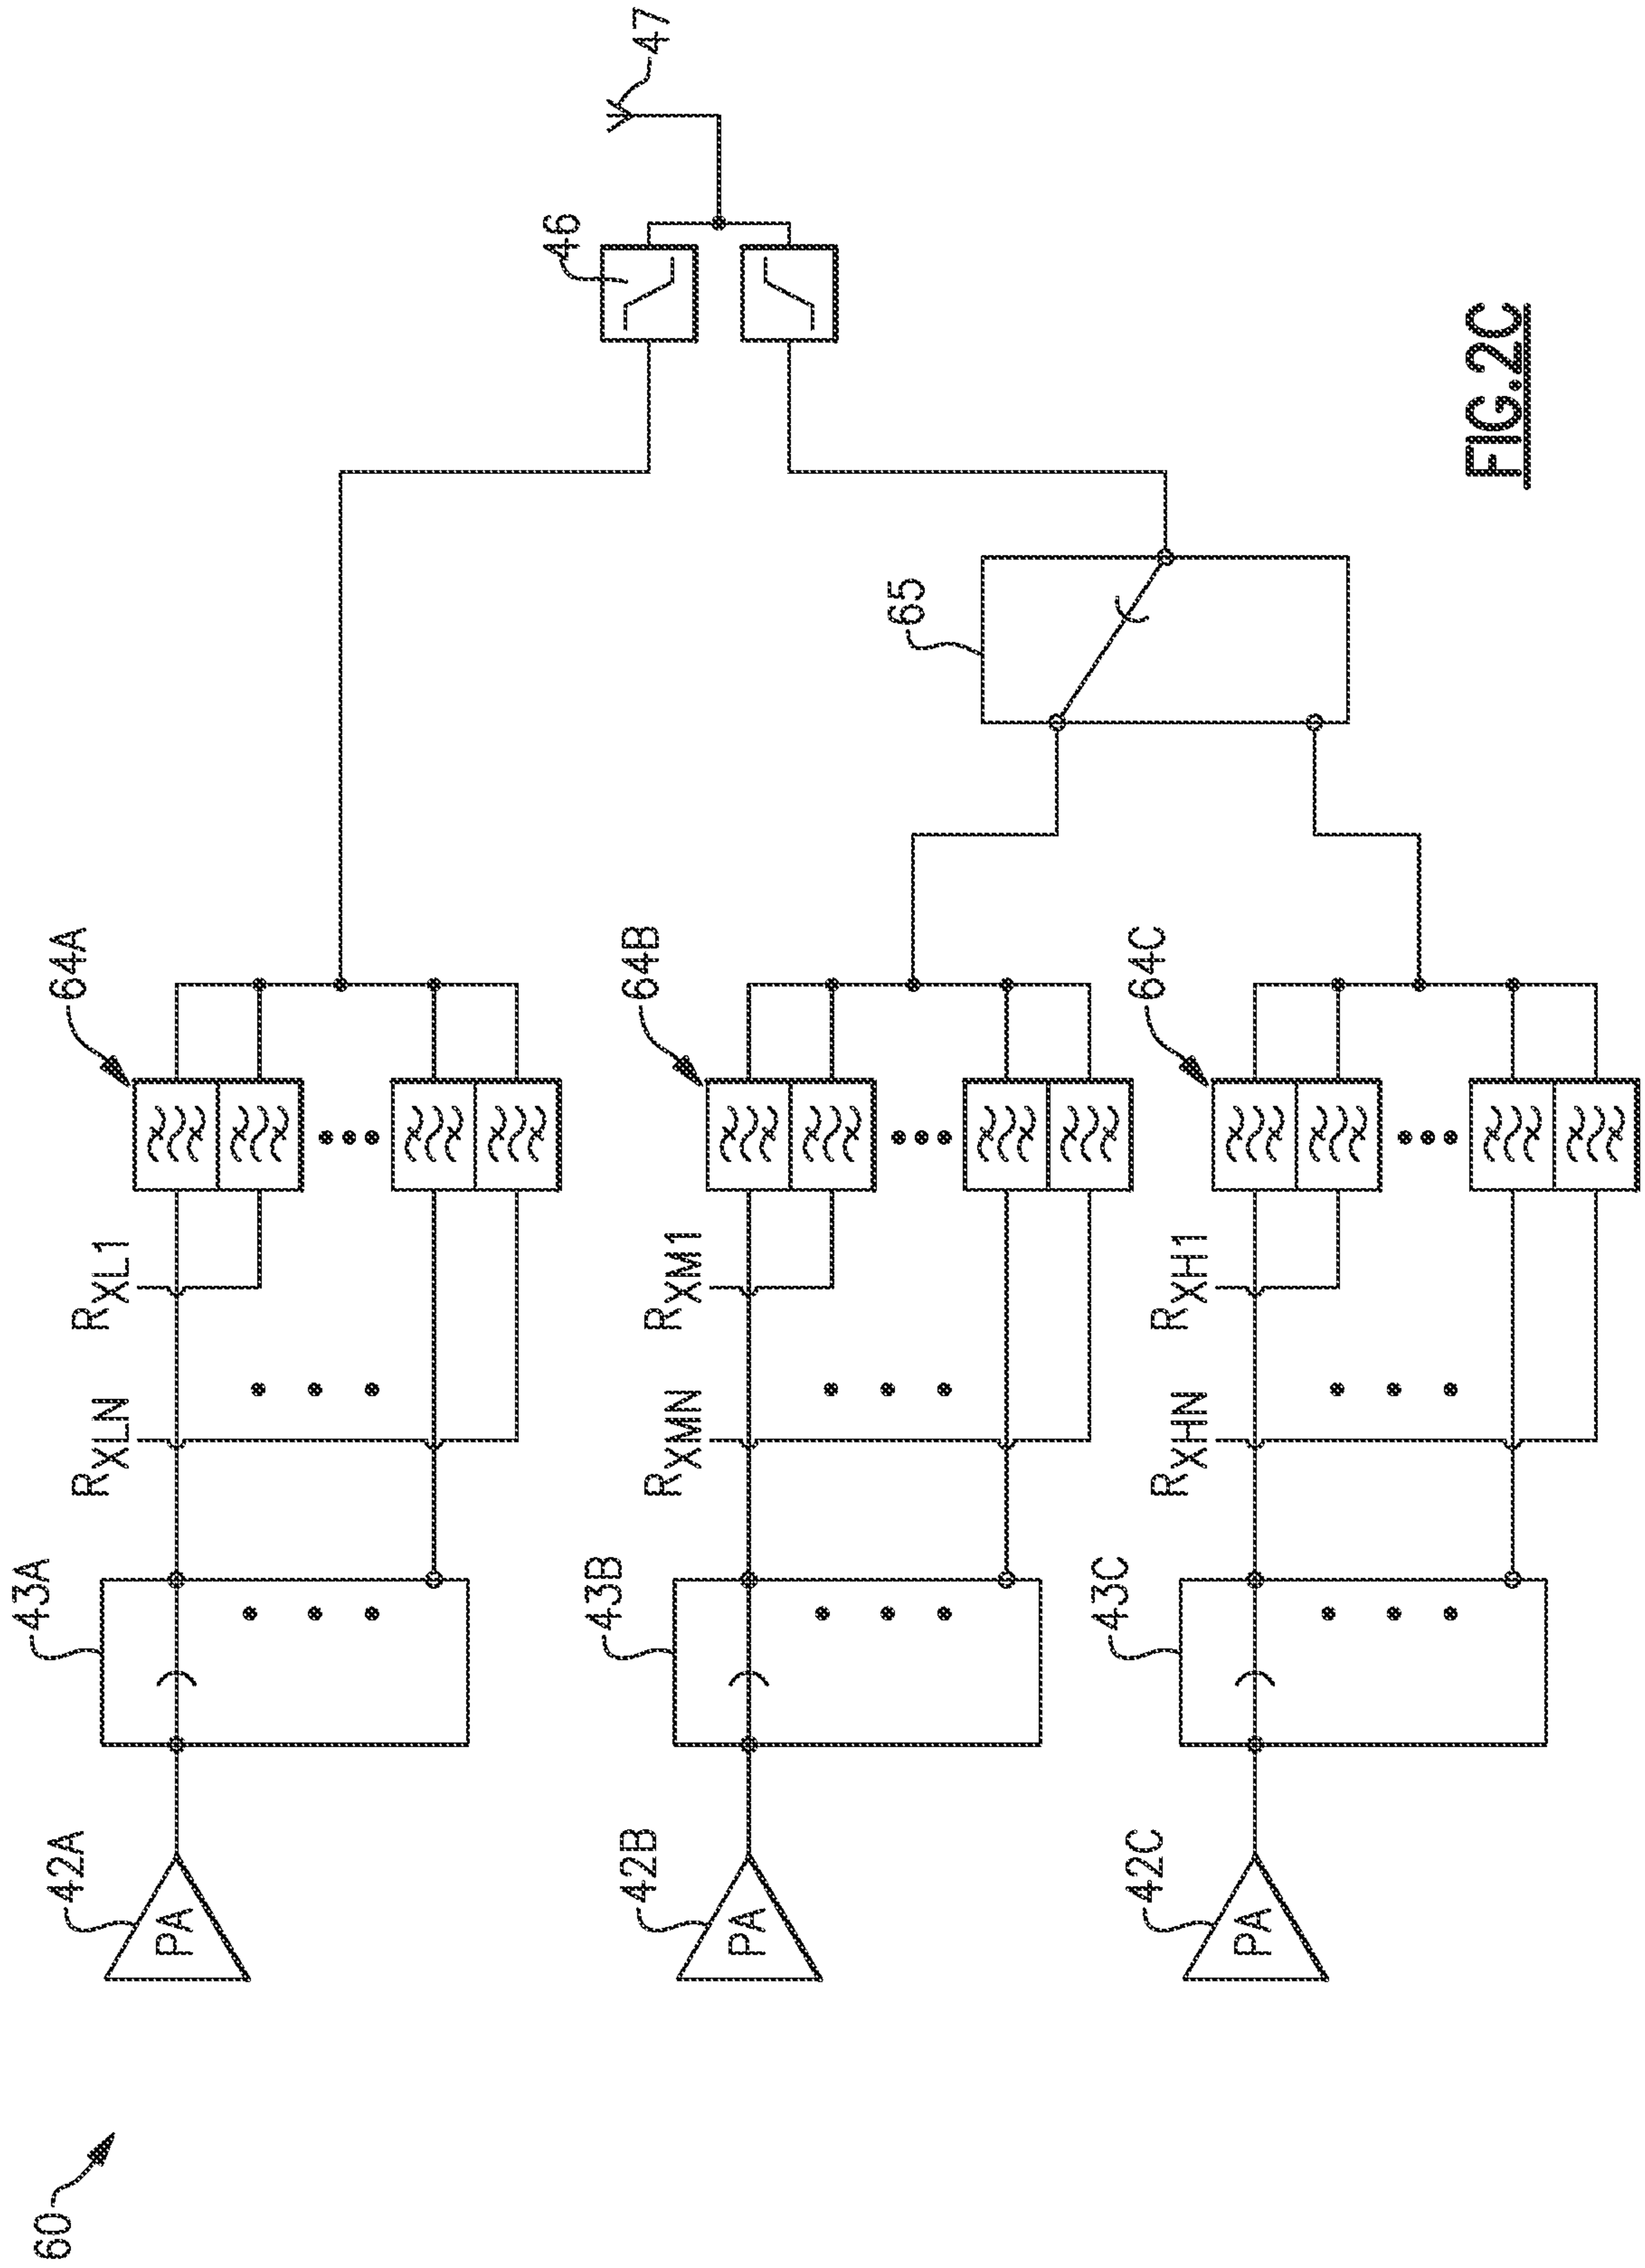 60
42A
PA
43A
RXLN
RXL1
64A
46
47
42B
PA
43B
RXMN
RXM1
64B
65
42C
PA
43C
RXHN
RXH1
64C
FIG.2C